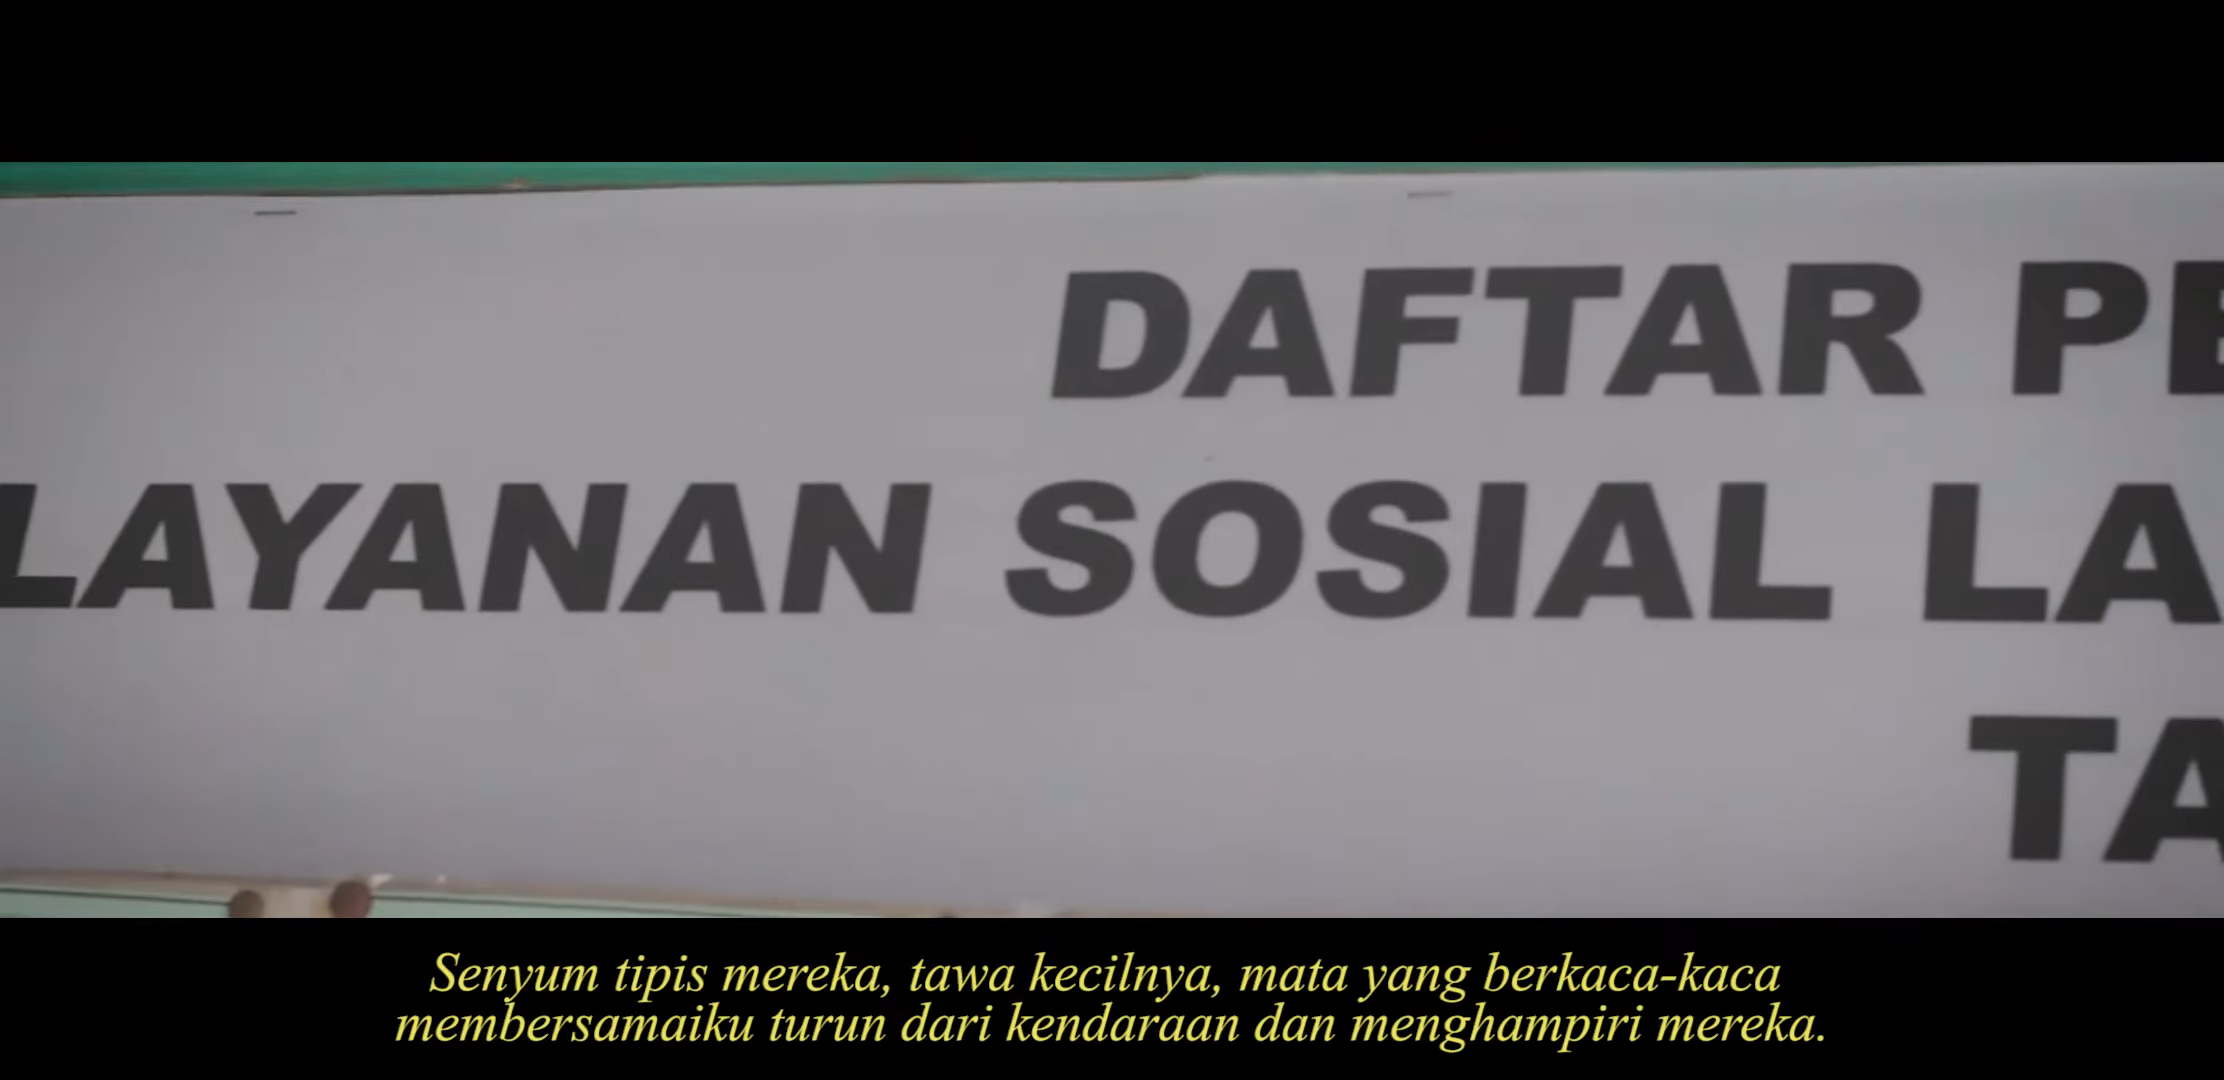 DAFTAR PE
LAYANAN SOSIAL LA
TA
Senyum tipis mereka, tawa kecilnya, mata yang berkaca-kaca
membersamaiku turun dari kendaraan dan menghampiri mereka.